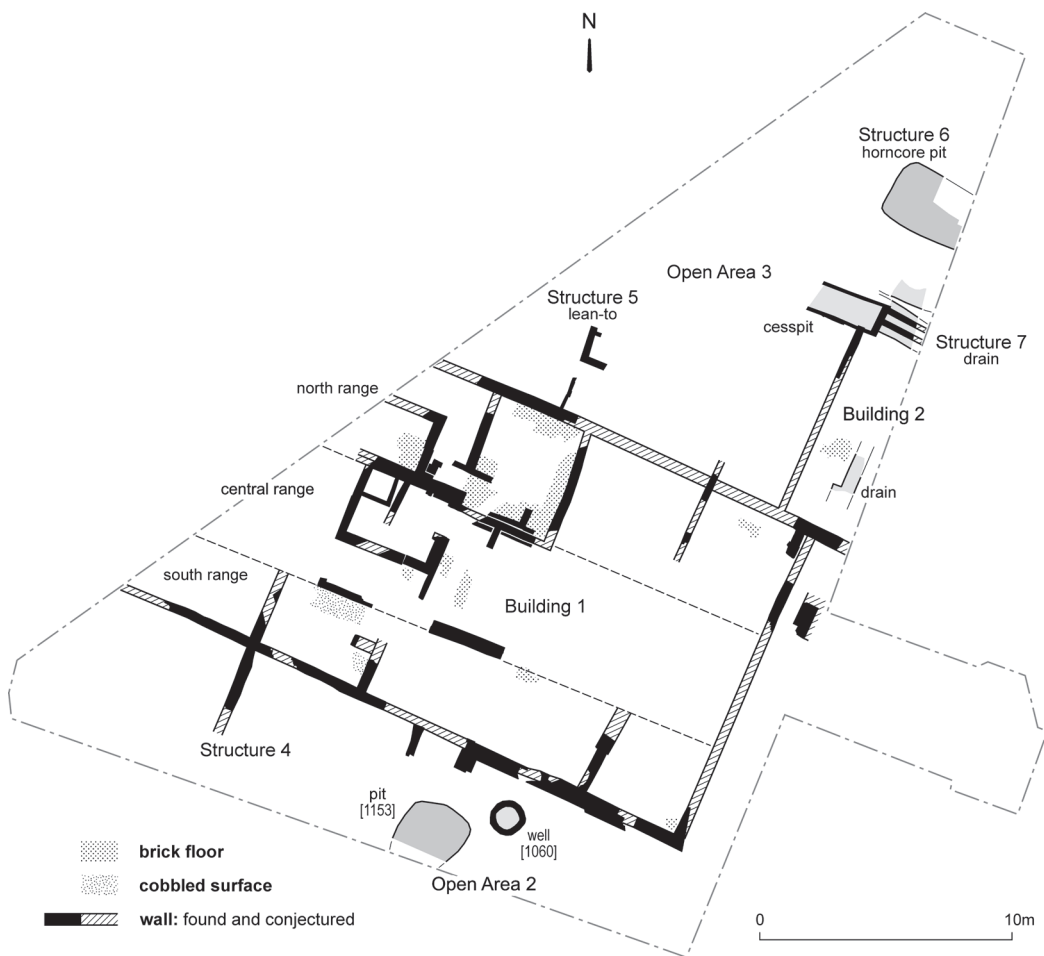 N
Structure 6
horncore pit
Open Area 3
Structure 5
lean-to
cesspit
Structure 7
drain
north range
Building 2
central range
drain
south range
Building 1
Structure 4
pit
[1153]
well
[1060]
brick floor
Open Area 2
cobbled surface
wall: found and conjectured
0
10m